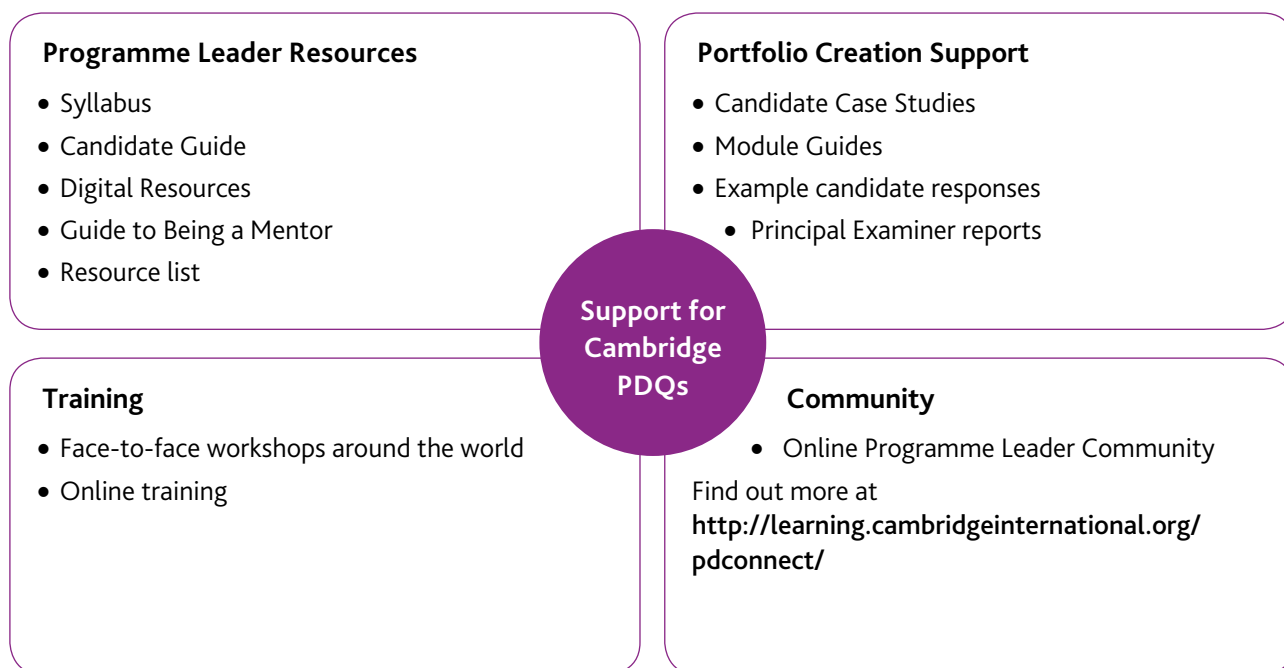 Programme Leader Resources
• Syllabus
• Candidate Guide
• Digital Resources
• Guide to Being a Mentor
• Resource list
Portfolio Creation Support
• Candidate Case Studies
• Module Guides
• Example candidate responses
• Principal Examiner reports
Support for
Cambridge
PDQs
Training
• Face-to-face workshops around the world
• Online training
Community
• Online Programme Leader Community
Find out more at
http://learning.cambridgeinternational.org/
pdconnect/